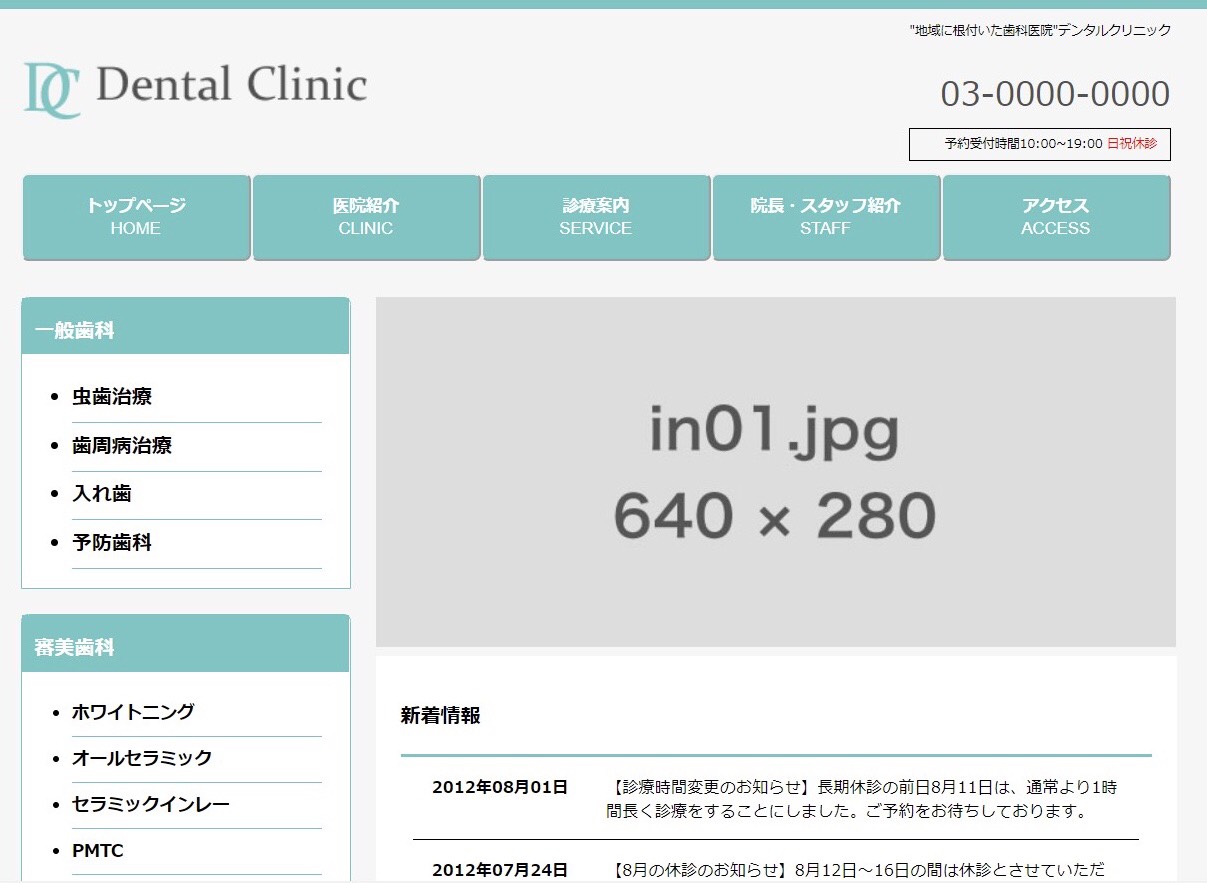 "地域に根付いた歯科医院"デンタルクリニック
DC Dental Clinic
03-0000-0000
予約受付時間10:00~19:00 日祝休診
トップページ
HOME
医院紹介
CLINIC
診療案内
SERVICE
院長・スタッフ紹介
STAFF
アクセス
ACCESS
一般歯科
虫歯治療
歯周病治療
入れ歯
予防歯科
審美歯科
ホワイトニング
オールセラミック
セラミックインレー
PMTC
in01.jpg
640 × 280
新着情報
2012年08月01日
【診療時間変更のお知らせ】長期休診の前日8月11日は、通常より1時
間長く診療をすることにしました。ご予約をお待ちしております。
2012年07月24日
【8月の休診のお知らせ】8月12日～16日の間は休診とさせていただ